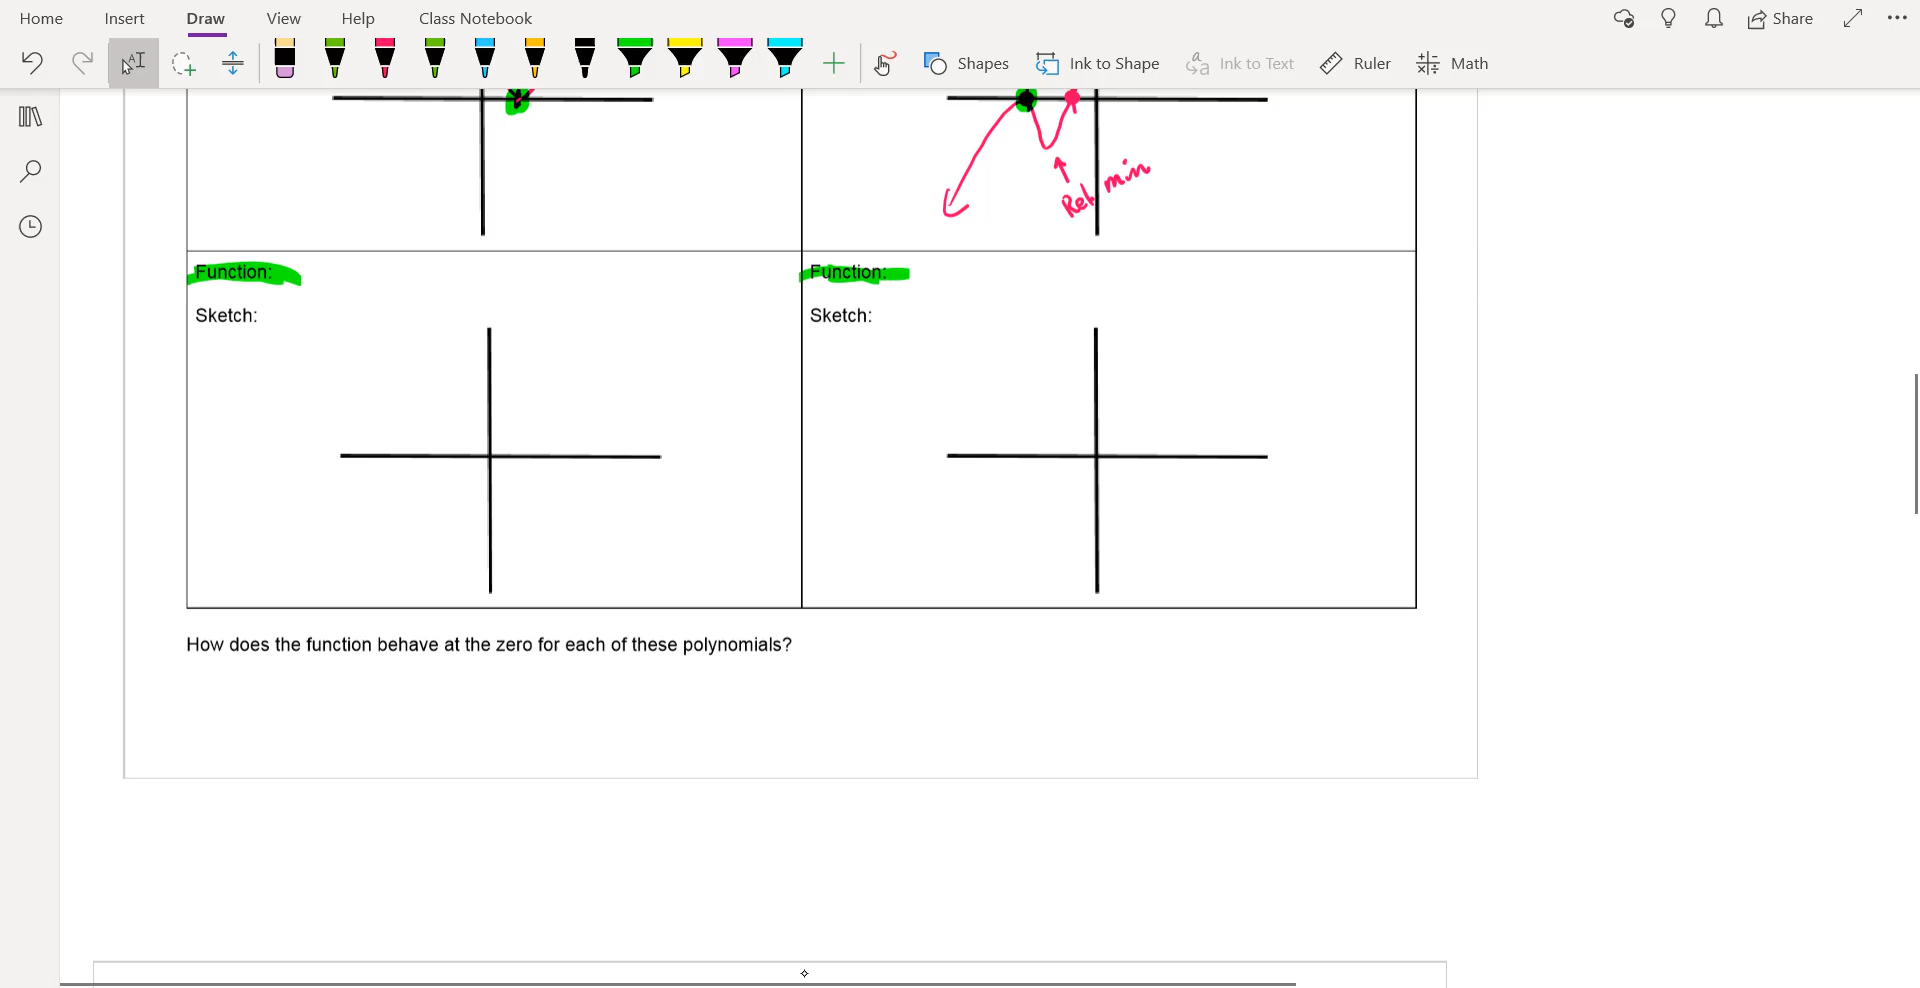 Home Insert Draw View Help Class Notebook Share
Shapes Ink to Shape Ink to Text Ruler Math
Rel min
Function: Function:
Sketch: Sketch:
How does the function behave at the zero for each of these polynomials?